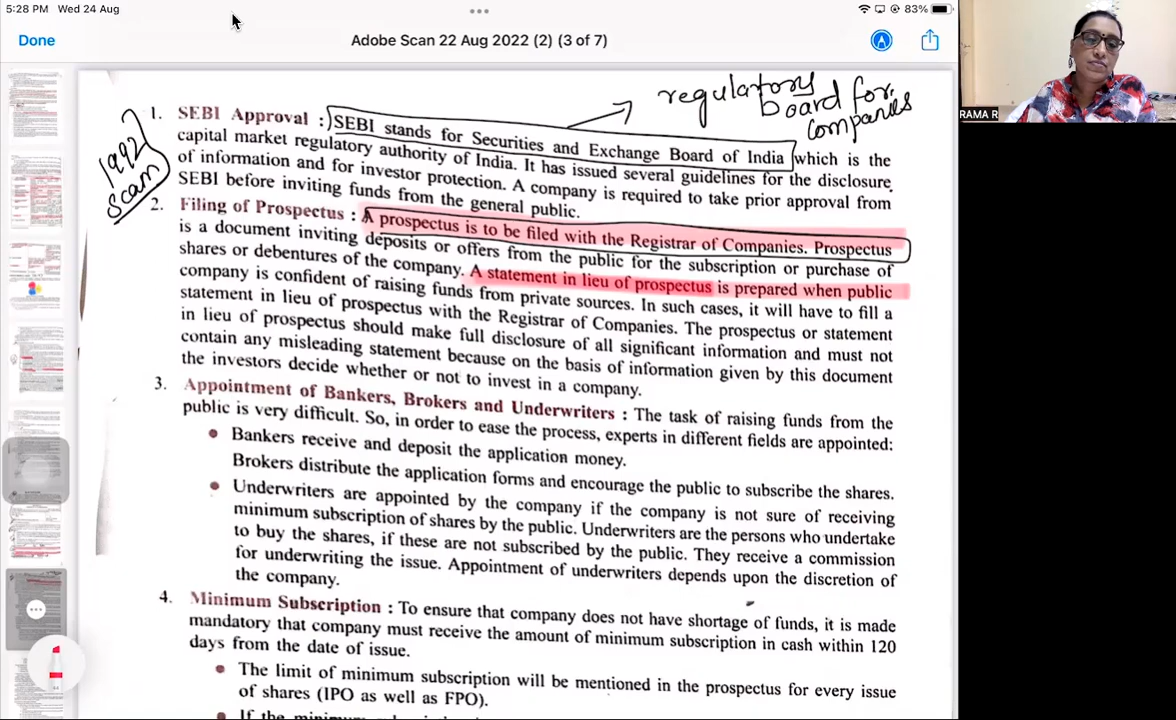 5:28 PM Wed 24 Aug
83%
Done
Adobe Scan 22 Aug 2022 (2) (3 of 7)
RAMA R
regulatory
board for
companies
1992
scam
1. SEBI Approval : SEBI stands for Securities and Exchange Board of India which is the
capital market regulatory authority of India. It has issued several guidelines for the disclosure
of information and for investor protection. A company is required to take prior approval from
SEBI before inviting funds from the general public.
2. Filing of Prospectus : A prospectus is to be filed with the Registrar of Companies. Prospectus
is a document inviting deposits or offers from the public for the subscription or purchase of
shares or debentures of the company. A statement in lieu of prospectus is prepared when public
company is confident of raising funds from private sources. In such cases, it will have to fill a
statement in lieu of prospectus with the Registrar of Companies. The prospectus or statement
in lieu of prospectus should make full disclosure of all significant information and must not
contain any misleading statement because on the basis of information given by this document
the investors decide whether or not to invest in a company.
3. Appointment of Bankers, Brokers and Underwriters : The task of raising funds from the
public is very difficult. So, in order to ease the process, experts in different fields are appointed:
• Bankers receive and deposit the application money.
Brokers distribute the application forms and encourage the public to subscribe the shares.
• Underwriters are appointed by the company if the company is not sure of receiving
minimum subscription of shares by the public. Underwriters are the persons who undertake
to buy the shares, if these are not subscribed by the public. They receive a commission
for underwriting the issue. Appointment of underwriters depends upon the discretion of
the company.
4. Minimum Subscription : To ensure that company does not have shortage of funds, it is made
mandatory that company must receive the amount of minimum subscription in cash within 120
days from the date of issue.
• The limit of minimum subscription will be mentioned in the prospectus for every issue
of shares (IPO as well as FPO).
• If the